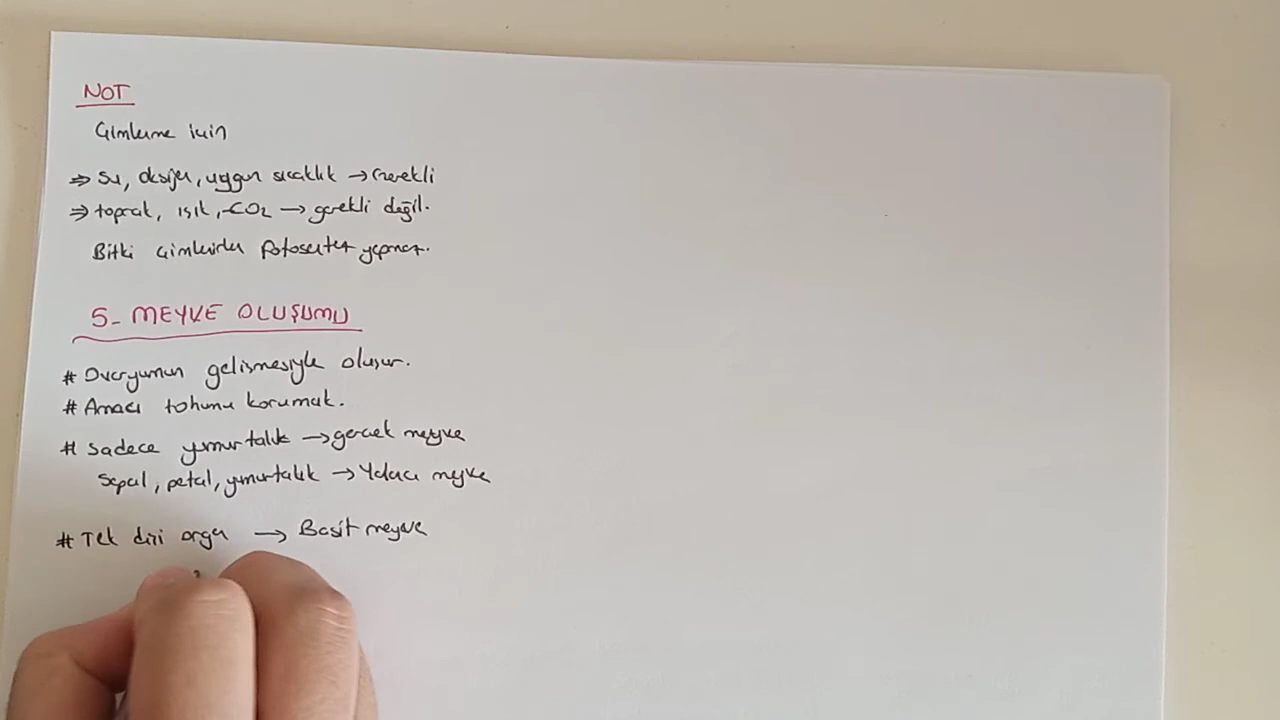 NOT
Çimlenme için
⇒ Su, oksijen, uygun sıcaklık → Gerekli
⇒ toprak, ışık, CO2 → gerekli değil.
Bitki çimlenirken fotosentez yapmaz.
5- MEYVE OLUŞUMU
# Ovaryumun gelişmesiyle oluşur.
# Amacı tohumu korumak.
# Sadece yumurtalık → gerçek meyve
Sepal, petal, yumurtalık → Yalancı meyve
# Tek dişi organ → Basit meyve